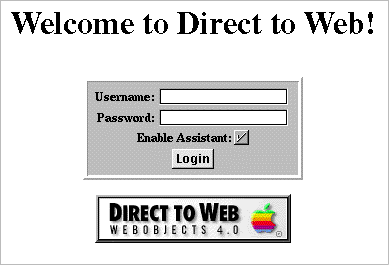 Welcome to Direct to Web!
Username:
Password:
Enable Assistant:
Login
DIRECT TO WEB
WEBOBJECTS 4.0